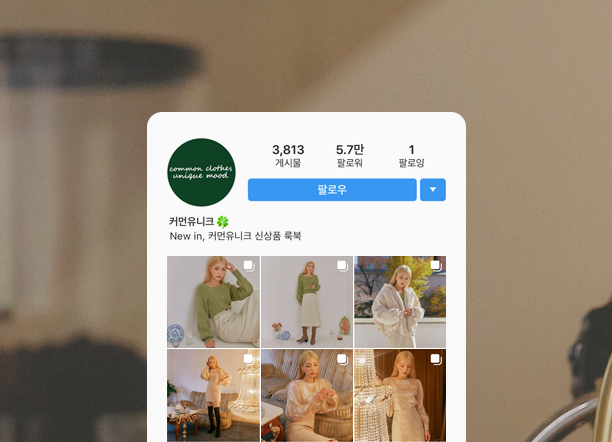 common clothes
unique mood
3,813
게시물
5.7만
팔로워
1
팔로잉
팔로우
커먼유니크🍀
New in, 커먼유니크 신상품 룩북